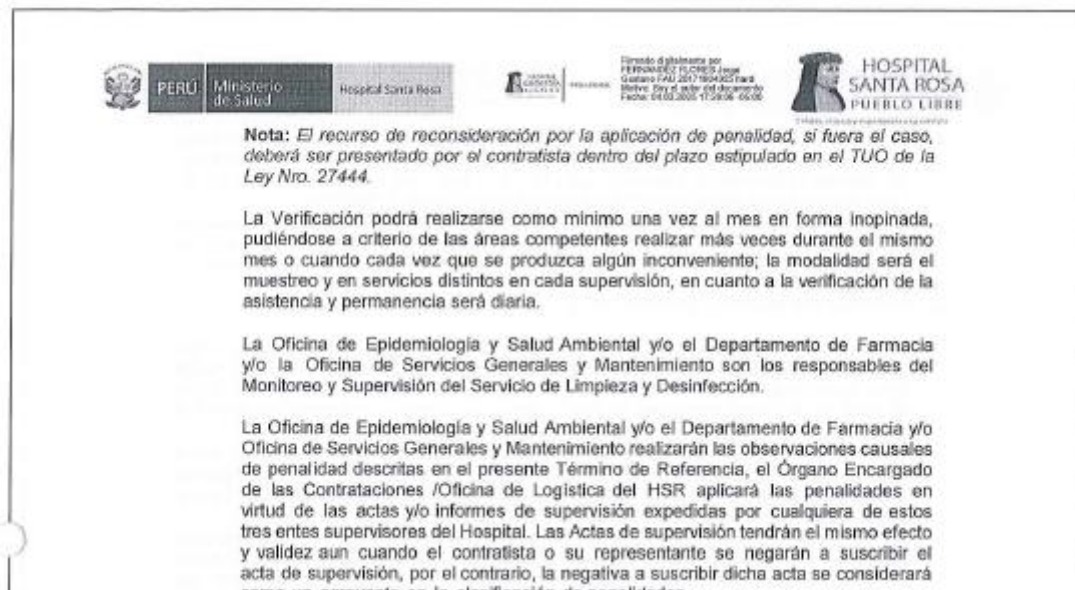 PERÚ Ministerio de Salud Hospital Santa Rosa
HOSPITAL
SANTA ROSA
PUEBLO LIBRE
Nota: El recurso de reconsideración por la aplicación de penalidad, si fuera el caso,
deberá ser presentado por el contratista dentro del plazo estipulado en el TUO de la
Ley Nro. 27444.
La Verificación podrá realizarse como mínimo una vez al mes en forma inopinada,
pudiéndose a criterio de las áreas competentes realizar más veces durante el mismo
mes o cuando cada vez que se produzca algún inconveniente; la modalidad será el
muestreo y en servicios distintos en cada supervisión, en cuanto a la verificación de la
asistencia y permanencia será diaria.
La Oficina de Epidemiología y Salud Ambiental y/o el Departamento de Farmacia
y/o la Oficina de Servicios Generales y Mantenimiento son los responsables del
Monitoreo y Supervisión del Servicio de Limpieza y Desinfección.
La Oficina de Epidemiología y Salud Ambiental y/o el Departamento de Farmacia y/o
Oficina de Servicios Generales y Mantenimiento realizarán las observaciones causales
de penalidad descritas en el presente Término de Referencia, el Órgano Encargado
de las Contrataciones /Oficina de Logística del HSR aplicará las penalidades en
virtud de las actas y/o informes de supervisión expedidas por cualquiera de estos
tres entes supervisores del Hospital. Las Actas de supervisión tendrán el mismo efecto
y validez aun cuando el contratista o su representante se negarán a suscribir el
acta de supervisión, por el contrario, la negativa a suscribir dicha acta se considerará